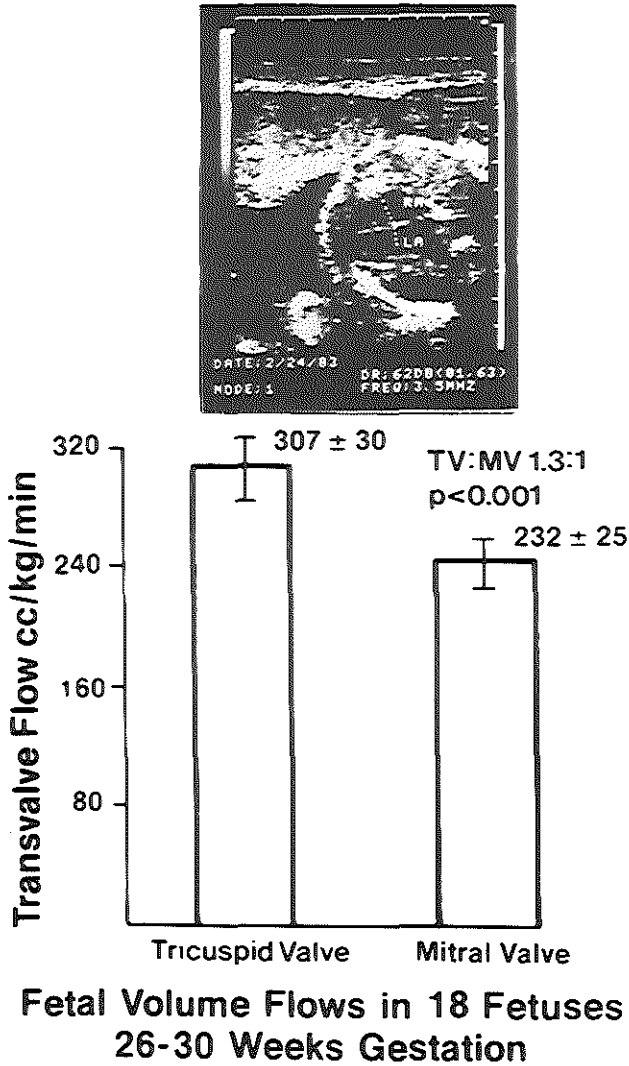 LA
DATE:2/24/83
MODE:1
DR:62DB(01,63)
FREQ:3.5MHZ
320
240
160
80
Transvalve Flow cc/kg/min
307 ± 30
TV:MV 1.3:1
p<0.001
232 ± 25
Tricuspid Valve
Mitral Valve
Fetal Volume Flows in 18 Fetuses
26-30 Weeks Gestation